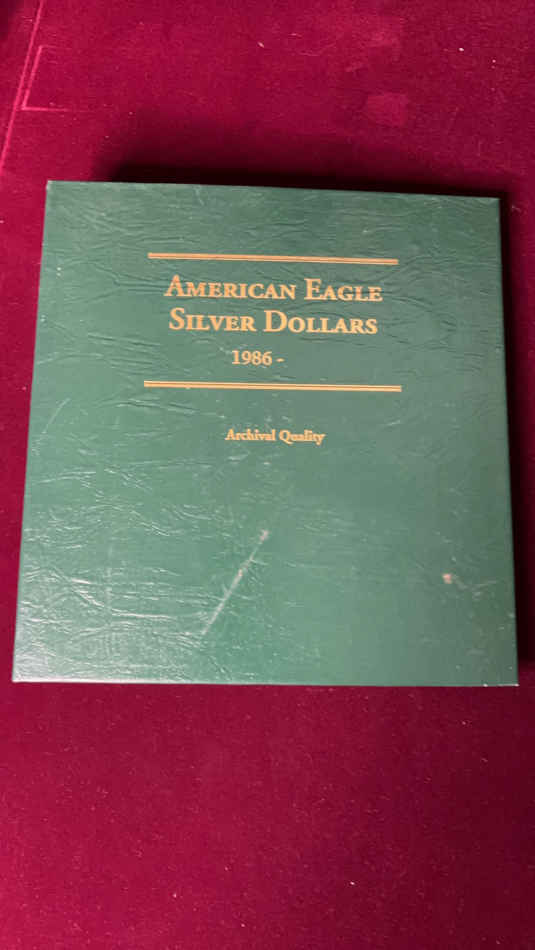 American Eagle
Silver Dollars
1986 -
Archival Quality